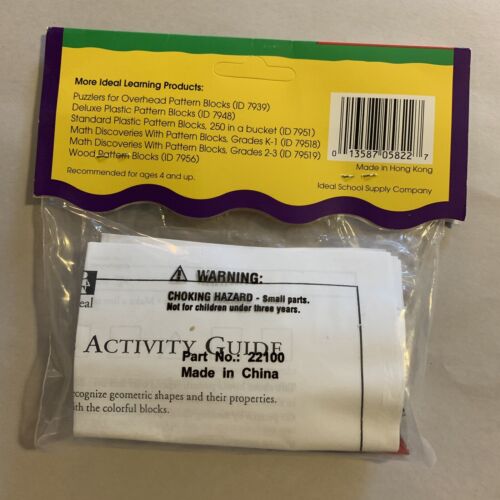 More Ideal Learning Products:
Puzzlers for Overhead Pattern Blocks (ID 7939)
Deluxe Plastic Pattern Blocks (ID 7948)
Standard Plastic Pattern Blocks, 250 in a bucket (ID 7951)
Math Discoveries With Pattern Blocks, Grades K-1 (ID 79518)
Math Discoveries With Pattern Blocks, Grades 2-3 (ID 79519)
Wood Pattern Blocks (ID 7956)
Recommended for ages 4 and up.
0 13587 05822 7
Made in Hong Kong
Ideal School Supply Company
WARNING:
CHOKING HAZARD - Small parts.
Not for children under three years.
eal
ACTIVITY GUIDE
Part No.: 22100
Made in China
ecognize geometric shapes and their properties.
ith the colorful blocks.